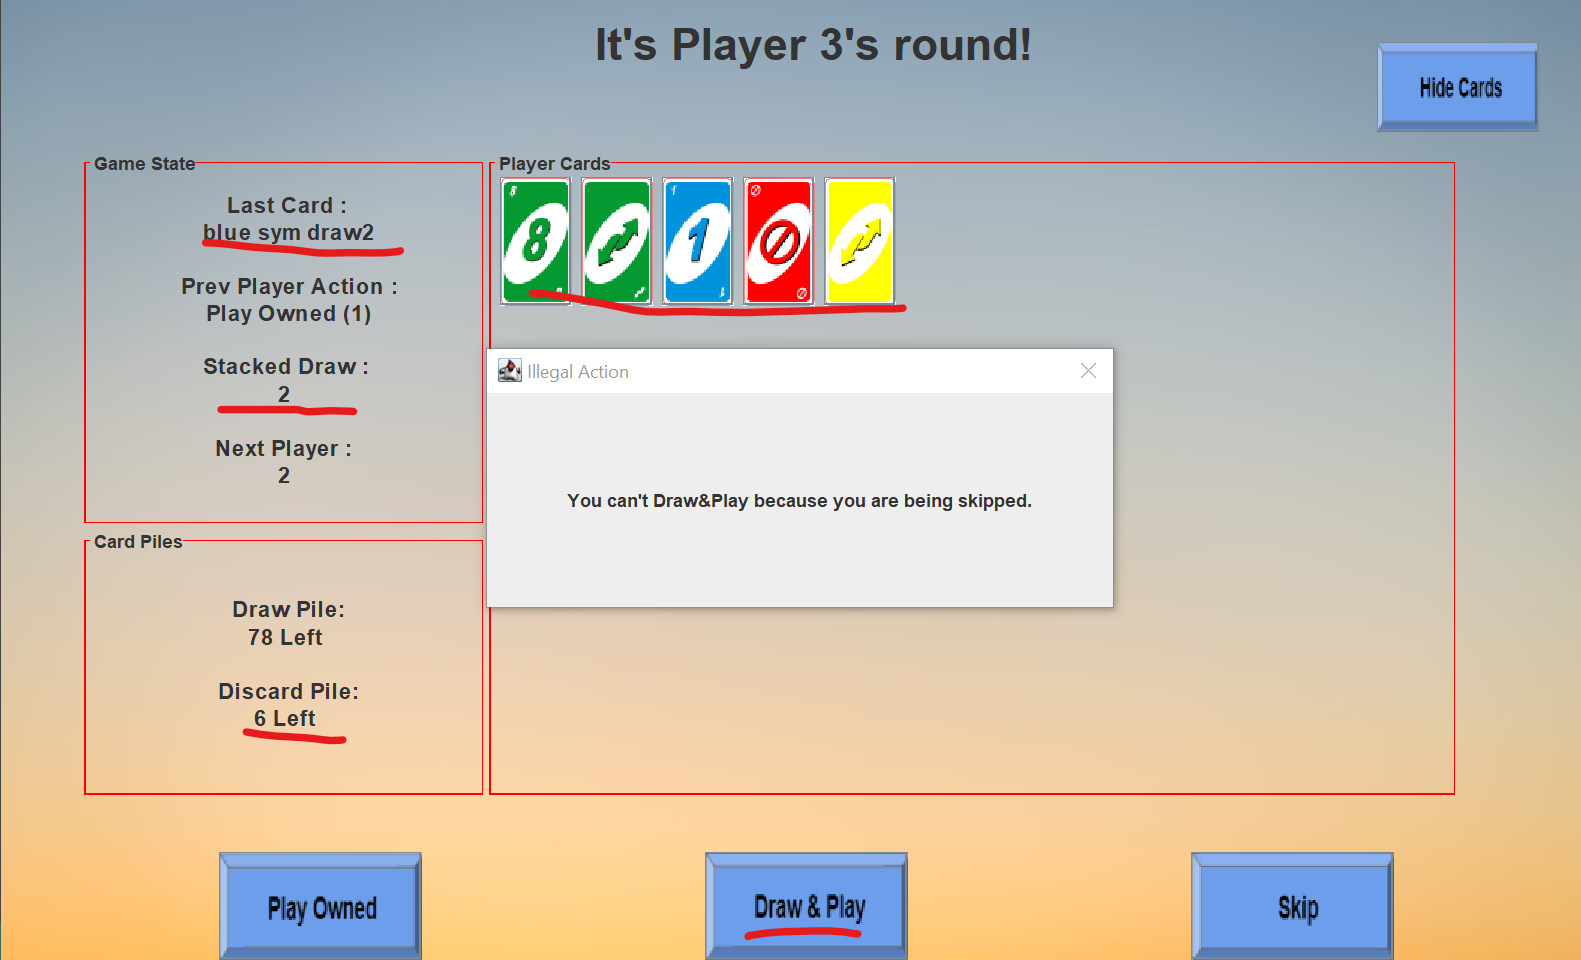 It's Player 3's round!
Hide Cards
Game State
Last Card :
blue sym draw2
Prev Player Action :
Play Owned (1)
Stacked Draw :
2
Next Player :
2
Player Cards
8
8
8
1
1
1
Illegal Action
You can't Draw&Play because you are being skipped.
Card Piles
Draw Pile:
78 Left
Discard Pile:
6 Left
Play Owned
Draw & Play
Skip